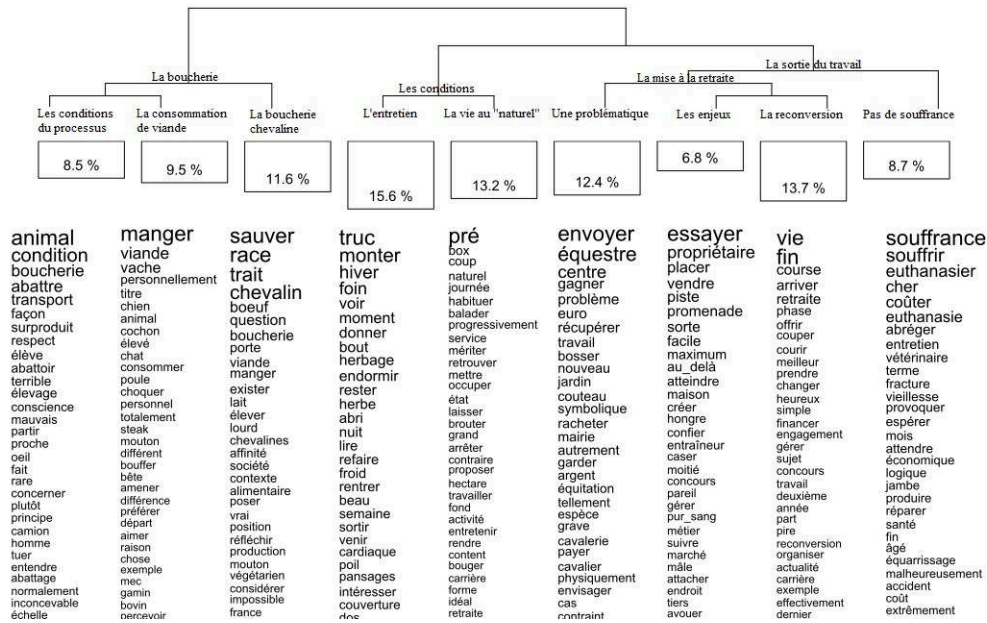 La sortie du travail
La boucherie
La mise à la retraite
Les conditions
Les conditions du processus
La consommation de viande
La boucherie chevaline
L'entretien
La vie au "naturel"
Une problématique
Les enjeux
La reconversion
Pas de souffrance
8.5 %
9.5 %
11.6 %
15.6 %
13.2 %
12.4 %
6.8 %
13.7 %
8.7 %
animal
condition
boucherie
abattre
transport
façon
surproduit
respect
élève
abattoir
terrible
élevage
conscience
mauvais
partir
proche
oeil
fait
rare
concerner
plutôt
principe
camion
homme
tuer
entendre
abattage
normalement
inconcevable
échelle
manger
viande
vache
personnellement
titre
chien
animal
cochon
élevé
chat
consommer
poule
choquer
personnel
totalement
steak
mouton
différent
bouffer
bête
amener
différence
préférer
départ
aimer
raison
chose
exemple
mec
gamin
bovin
percevoir
sauver
race
trait
chevalin
boeuf
question
boucherie
porte
viande
manger
exister
lait
élever
lourd
chevalines
affinité
société
contexte
alimentaire
poser
vrai
position
réfléchir
production
mouton
végétarien
considérer
impossible
france
truc
monter
hiver
foin
voir
moment
donner
bout
herbage
endormir
rester
herbe
abri
nuit
lire
refaire
froid
rentrer
beau
semaine
sortir
venir
cardiaque
poil
pansages
intéresser
couverture
dos
pré
box
coup
naturel
journée
habituer
balader
progressivement
service
mériter
retrouver
mettre
occuper
état
laisser
brouter
grand
arrêter
contraire
proposer
hectare
travailler
fond
activité
entretenir
rendre
content
bouger
carrière
forme
idéal
retraite
envoyer
équestre
centre
gagner
problème
euro
récupérer
travail
bosser
nouveau
jardin
couteau
symbolique
racheter
mairie
autrement
garder
argent
équitation
tellement
espèce
grave
cavalerie
payer
cavalier
physiquement
envisager
cas
contraint
essayer
propriétaire
placer
vendre
piste
promenade
sorte
facile
maximum
au_delà
atteindre
maison
créer
hongre
confier
entraîneur
caser
moitié
concours
pareil
gérer
pur_sang
métier
suivre
marché
mâle
attacher
endroit
tiers
avouer
vie
fin
course
arriver
retraite
phase
offrir
couper
courir
meilleur
prendre
changer
heureux
simple
financer
engagement
gérer
sujet
concours
travail
deuxième
année
part
pire
reconversion
organiser
actualité
carrière
exemple
effectivement
dernier
souffrance
souffrir
euthanasier
cher
coûter
euthanasie
abréger
entretien
vétérinaire
terme
fracture
vieillesse
provoquer
espérer
mois
attendre
économique
logique
jambe
produire
réparer
santé
fin
âgé
équarrissage
malheureusement
accident
coût
extrêmement